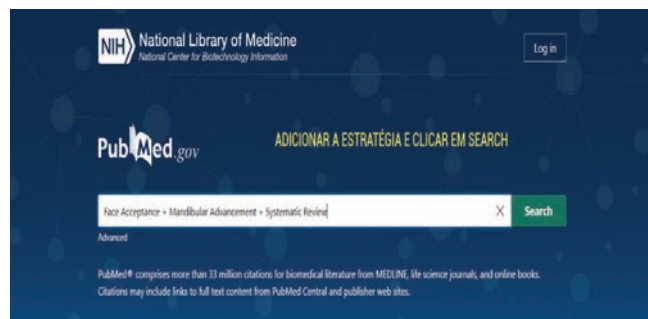 NIH National Library of Medicine
National Center for Biotechnology Information
Log in
PubMed.gov
ADICIONAR A ESTRATÉGIA E CLICAR EM SEARCH
Face Acceptance + Mandibular Advancement + Systematic Review X Search
Advanced
PubMed® comprises more than 33 million citations for biomedical literature from MEDLINE, life science journals, and online books.
Citations may include links to full text content from PubMed Central and publisher web sites.